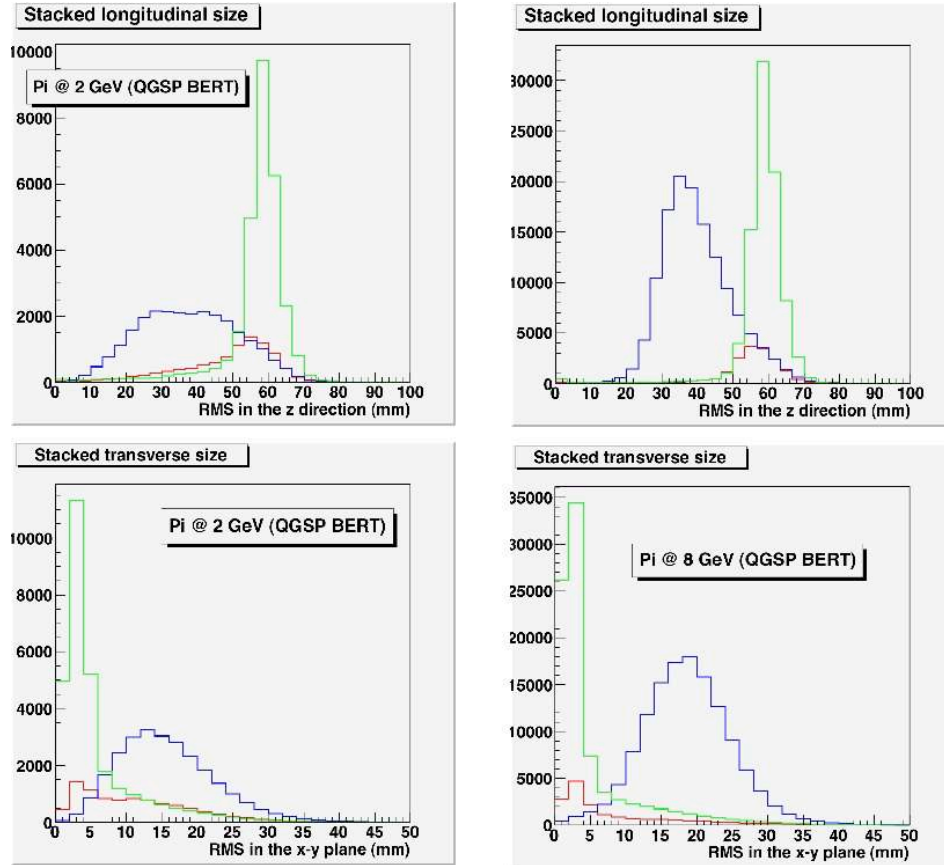 Stacked longitudinal size
10000
Pi @ 2 GeV (QGSP BERT)
8000
6000
4000
2000
0
0 10 20 30 40 50 60 70 80 90 100
RMS in the z direction (mm)
Stacked longitudinal size
30000
25000
20000
15000
10000
5000
0
0 10 20 30 40 50 60 70 80 90 100
RMS in the z direction (mm)
Stacked transverse size
Pi @ 2 GeV (QGSP BERT)
10000
8000
6000
4000
2000
0
0 5 10 15 20 25 30 35 40 45 50
RMS in the x-y plane (mm)
Stacked transverse size
35000
30000
Pi @ 8 GeV (QGSP BERT)
25000
20000
15000
10000
5000
0
0 5 10 15 20 25 30 35 40 45 50
RMS in the x-y plane (mm)